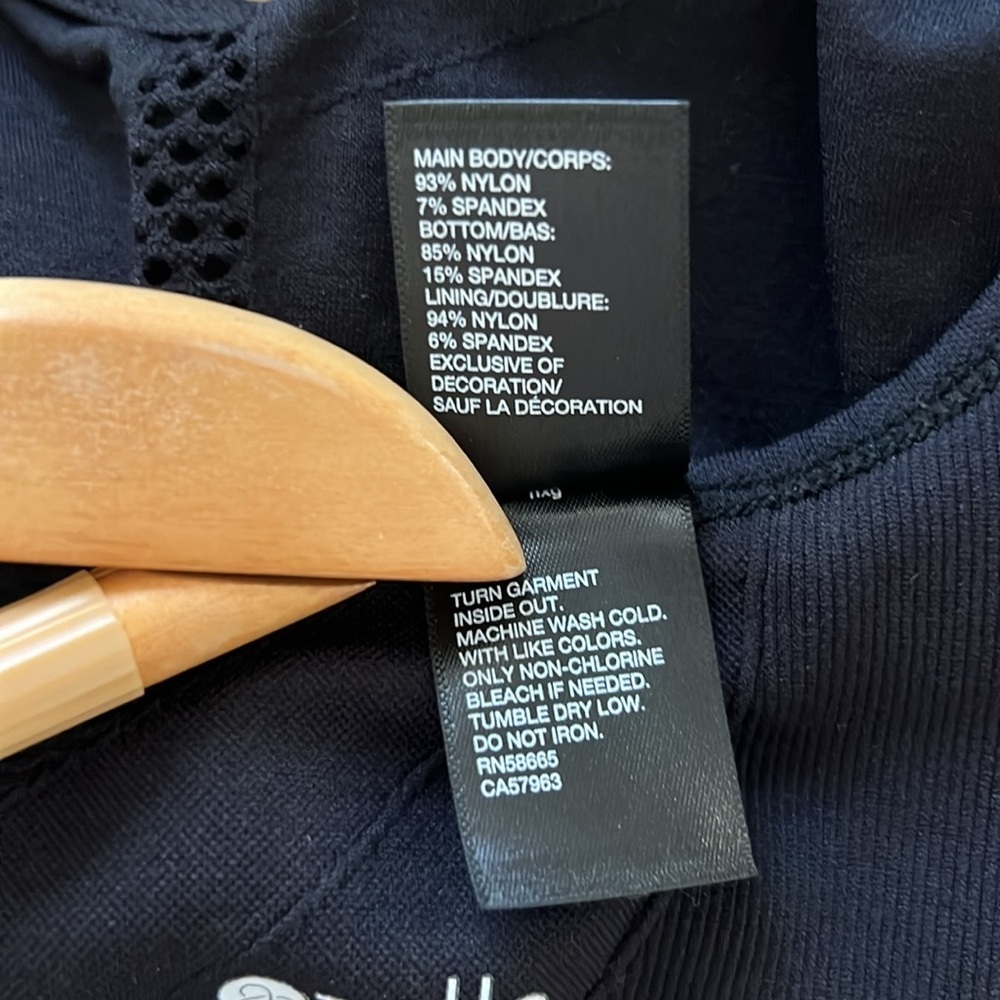 MAIN BODY/CORPS:
93% NYLON
7% SPANDEX
BOTTOM/BAS:
85% NYLON
15% SPANDEX
LINING/DOUBLURE:
94% NYLON
6% SPANDEX
EXCLUSIVE OF
DECORATION/
SAUF LA DÉCORATION
TURN GARMENT
INSIDE OUT.
MACHINE WASH COLD.
WITH LIKE COLORS.
ONLY NON-CHLORINE
BLEACH IF NEEDED.
TUMBLE DRY LOW.
DO NOT IRON.
RN58665
CA57963